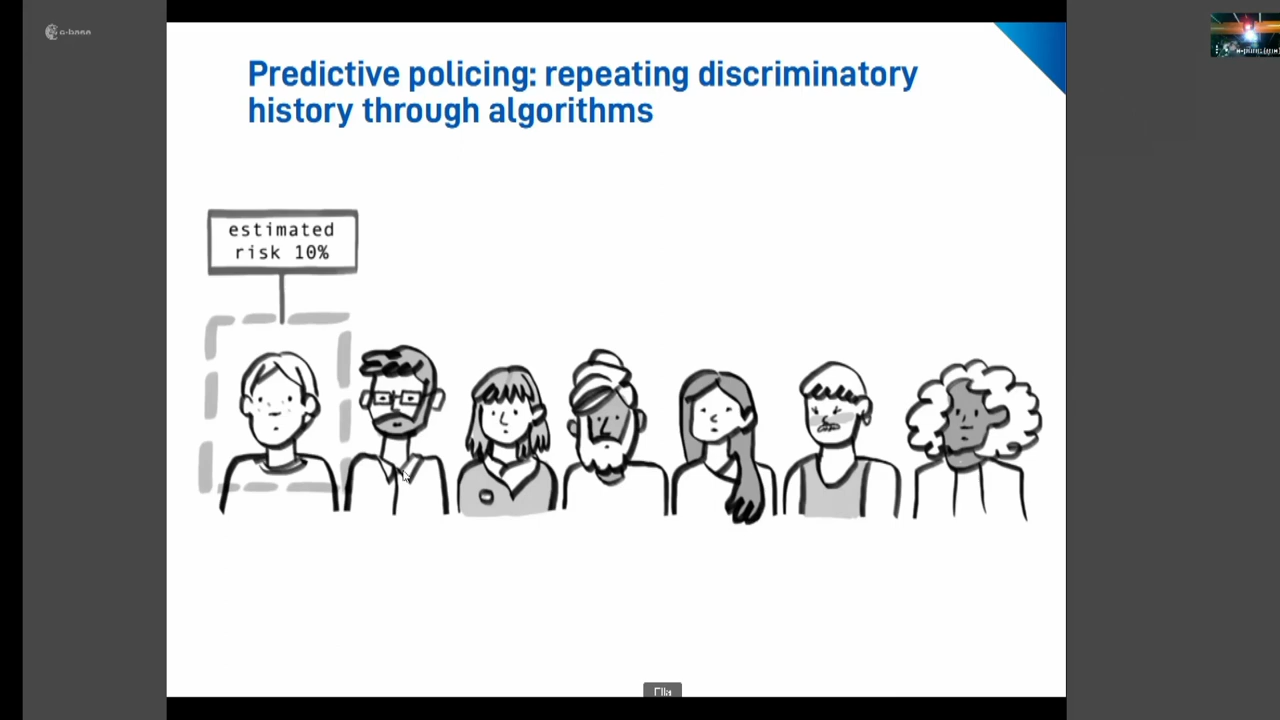 Predictive policing: repeating discriminatory
history through algorithms
estimated
risk 10%